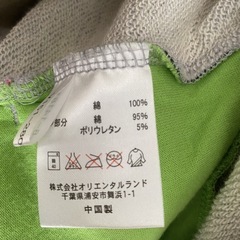 綿 100%
部分 綿 95%
ポリウレタン 5%
株式会社オリエンタルランド
千葉県浦安市舞浜1-1
中国製